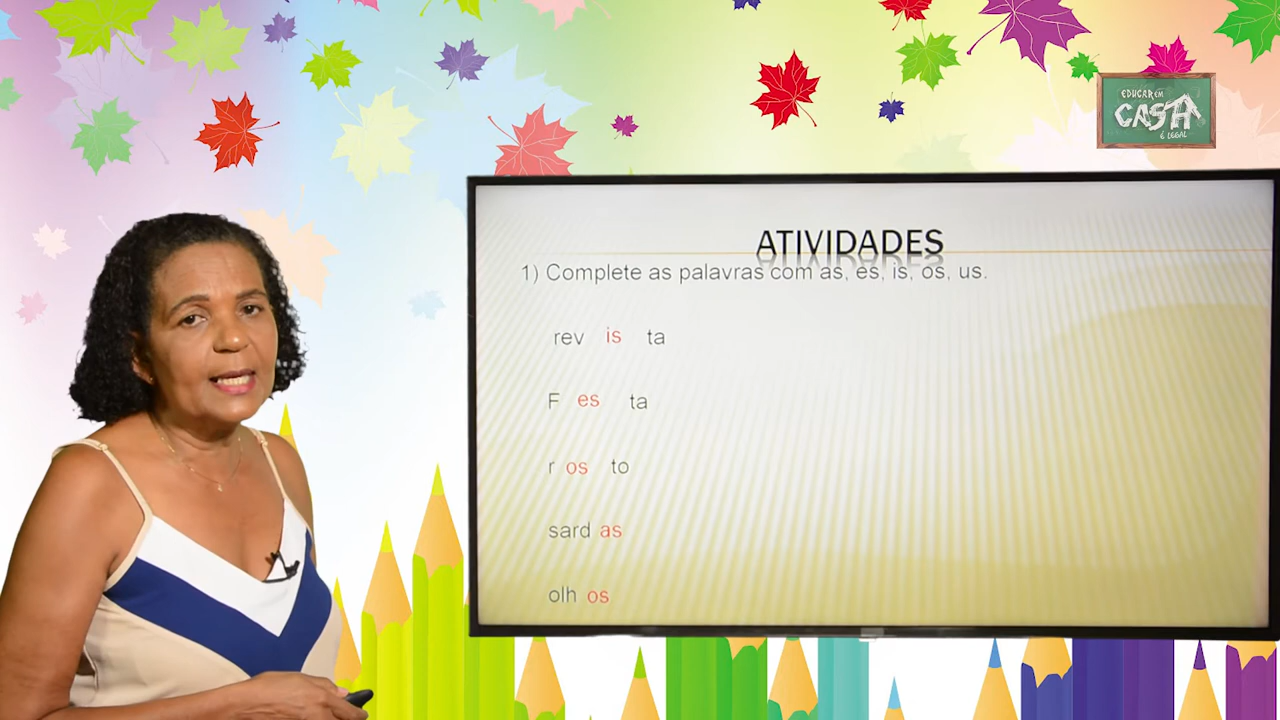 EDUCAR EM
CASA
É LEGAL
ATIVIDADES
1) Complete as palavras com as, es, is, os, us.
rev is ta
F es ta
r os to
sard as
olh os